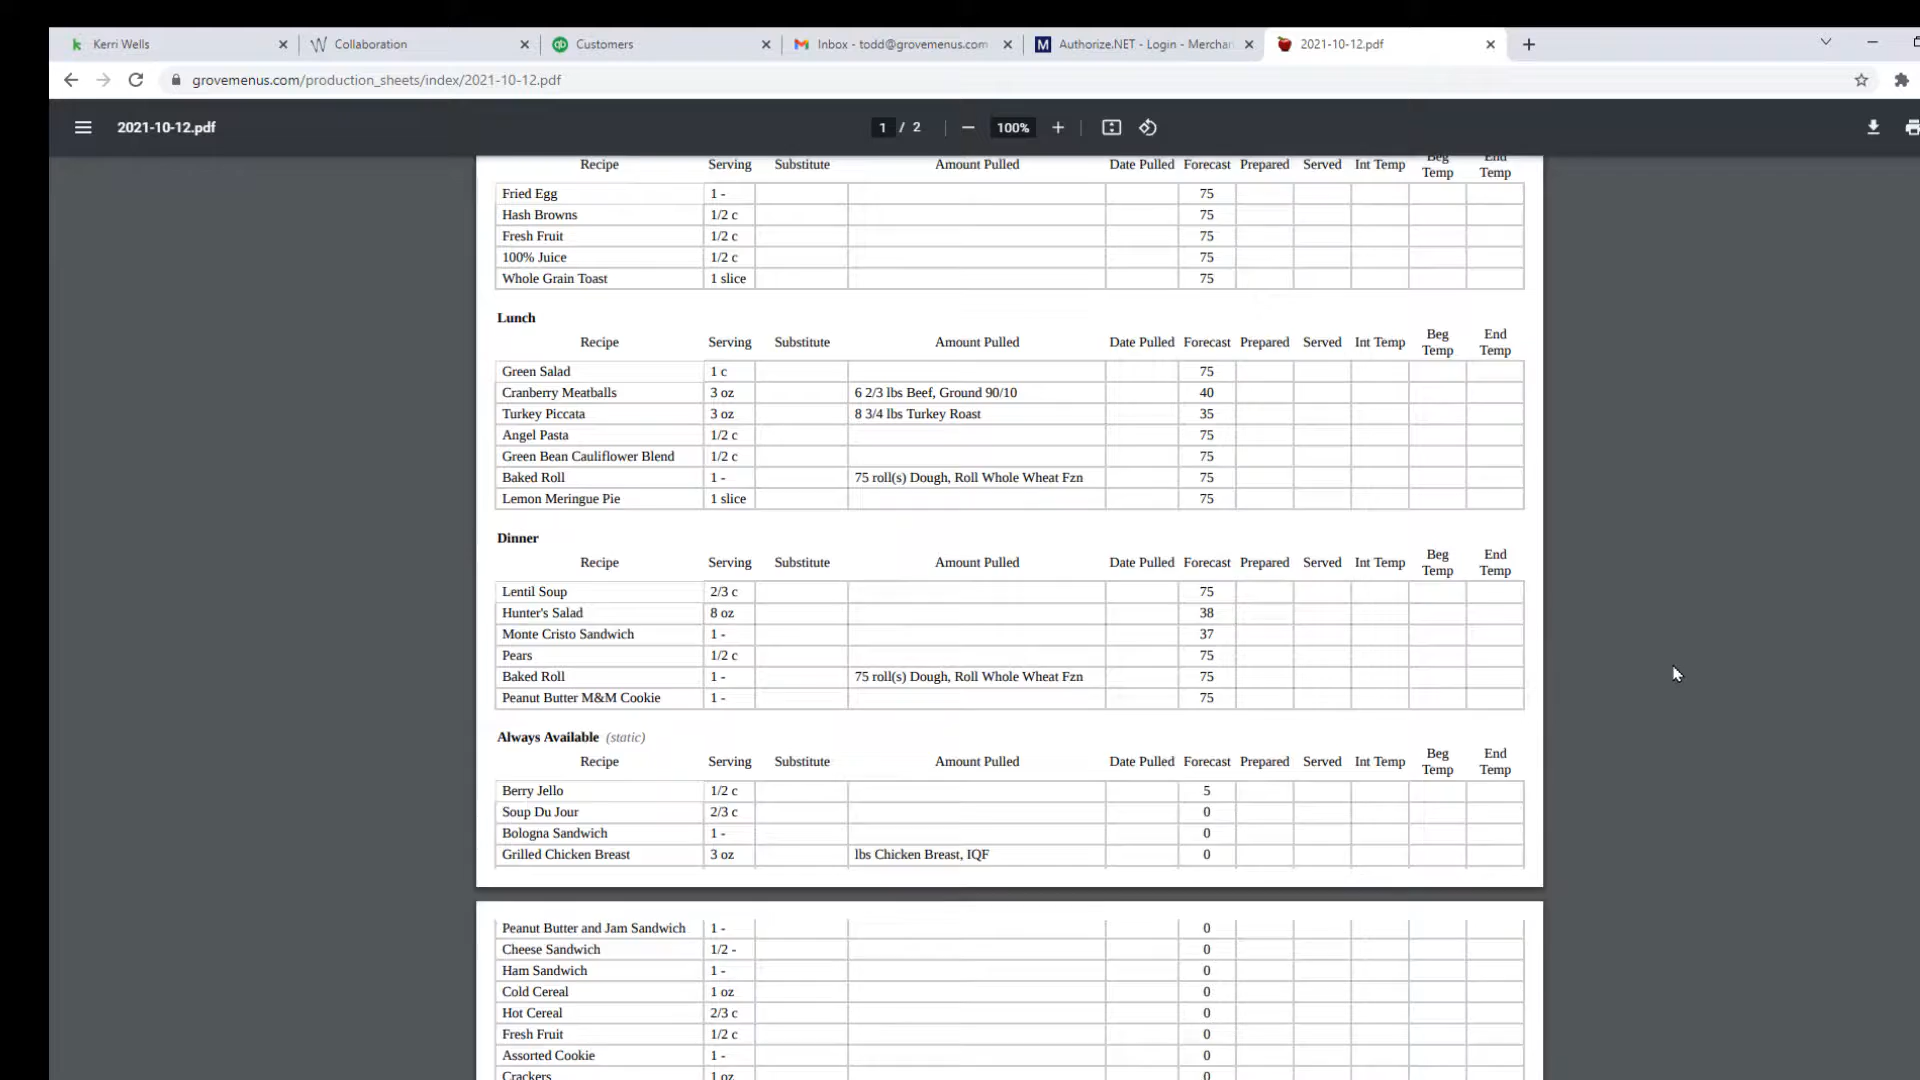 Kerri Wells
Collaboration
Customers
Inbox - todd@grovemenus.com
Authorize.NET - Login - Merchan
2021-10-12.pdf
grovemenus.com/production_sheets/index/2021-10-12.pdf
2021-10-12.pdf
1 / 2
100%
Recipe Serving Substitute Amount Pulled Date Pulled Forecast Prepared Served Int Temp Beg Temp End Temp
Fried Egg 1 - 75
Hash Browns 1/2 c 75
Fresh Fruit 1/2 c 75
100% Juice 1/2 c 75
Whole Grain Toast 1 slice 75
Lunch
Recipe Serving Substitute Amount Pulled Date Pulled Forecast Prepared Served Int Temp Beg Temp End Temp
Green Salad 1 c 75
Cranberry Meatballs 3 oz 6 2/3 lbs Beef, Ground 90/10 40
Turkey Piccata 3 oz 8 3/4 lbs Turkey Roast 35
Angel Pasta 1/2 c 75
Green Bean Cauliflower Blend 1/2 c 75
Baked Roll 1 - 75 roll(s) Dough, Roll Whole Wheat Fzn 75
Lemon Meringue Pie 1 slice 75
Dinner
Recipe Serving Substitute Amount Pulled Date Pulled Forecast Prepared Served Int Temp Beg Temp End Temp
Lentil Soup 2/3 c 75
Hunter's Salad 8 oz 38
Monte Cristo Sandwich 1 - 37
Pears 1/2 c 75
Baked Roll 1 - 75 roll(s) Dough, Roll Whole Wheat Fzn 75
Peanut Butter M&M Cookie 1 - 75
Always Available (static)
Recipe Serving Substitute Amount Pulled Date Pulled Forecast Prepared Served Int Temp Beg Temp End Temp
Berry Jello 1/2 c 5
Soup Du Jour 2/3 c 0
Bologna Sandwich 1 - 0
Grilled Chicken Breast 3 oz lbs Chicken Breast, IQF 0
Peanut Butter and Jam Sandwich 1 - 0
Cheese Sandwich 1/2 - 0
Ham Sandwich 1 - 0
Cold Cereal 1 oz 0
Hot Cereal 2/3 c 0
Fresh Fruit 1/2 c 0
Assorted Cookie 1 - 0
Crackers 1 oz 0